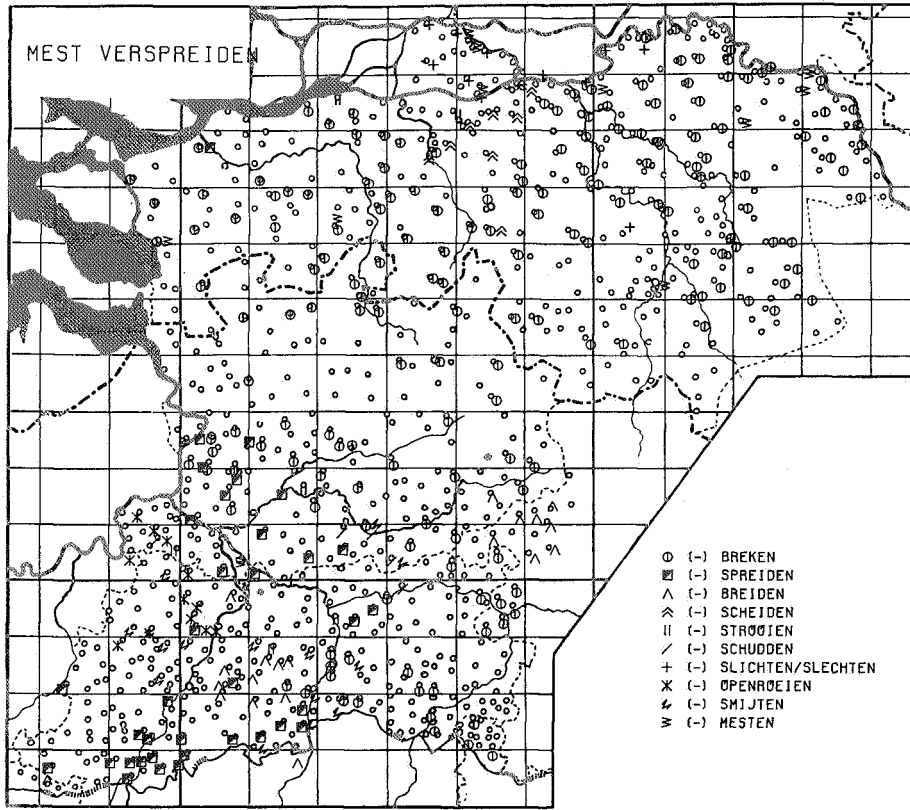 MEST VERSPREIDEN
(-) BREKEN
(-) SPREIDEN
(-) BREIDEN
(-) SCHEIDEN
(-) STROOIEN
(-) SCHUDDEN
(-) SLICHTEN/SLECHTEN
(-) OPENROEIEN
(-) SMIJTEN
(-) MESTEN